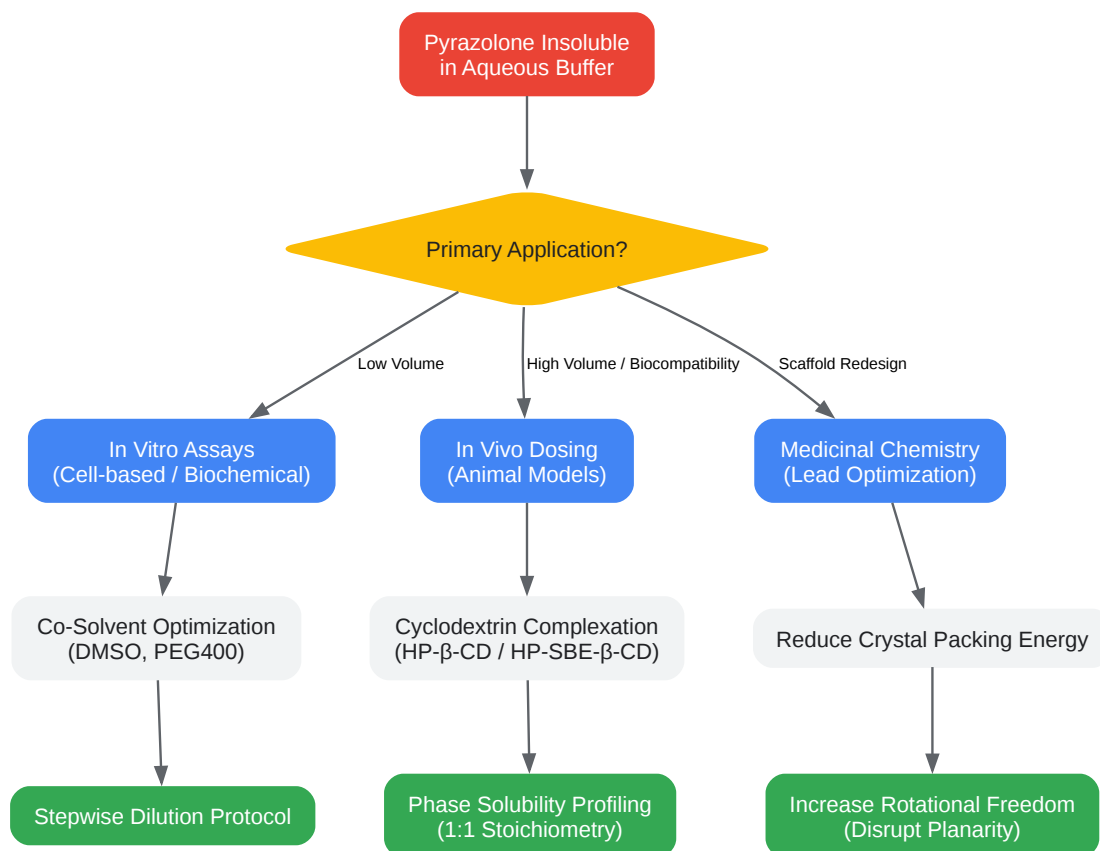 Pyrazolone Insoluble
in Aqueous Buffer
Primary Application?
Low Volume
High Volume / Biocompatibility
Scaffold Redesign
In Vitro Assays
(Cell-based / Biochemical)
In Vivo Dosing
(Animal Models)
Medicinal Chemistry
(Lead Optimization)
Co-Solvent Optimization
(DMSO, PEG400)
Cyclodextrin Complexation
(HP-β-CD / HP-SBE-β-CD)
Reduce Crystal Packing Energy
Stepwise Dilution Protocol
Phase Solubility Profiling
(1:1 Stoichiometry)
Increase Rotational Freedom
(Disrupt Planarity)